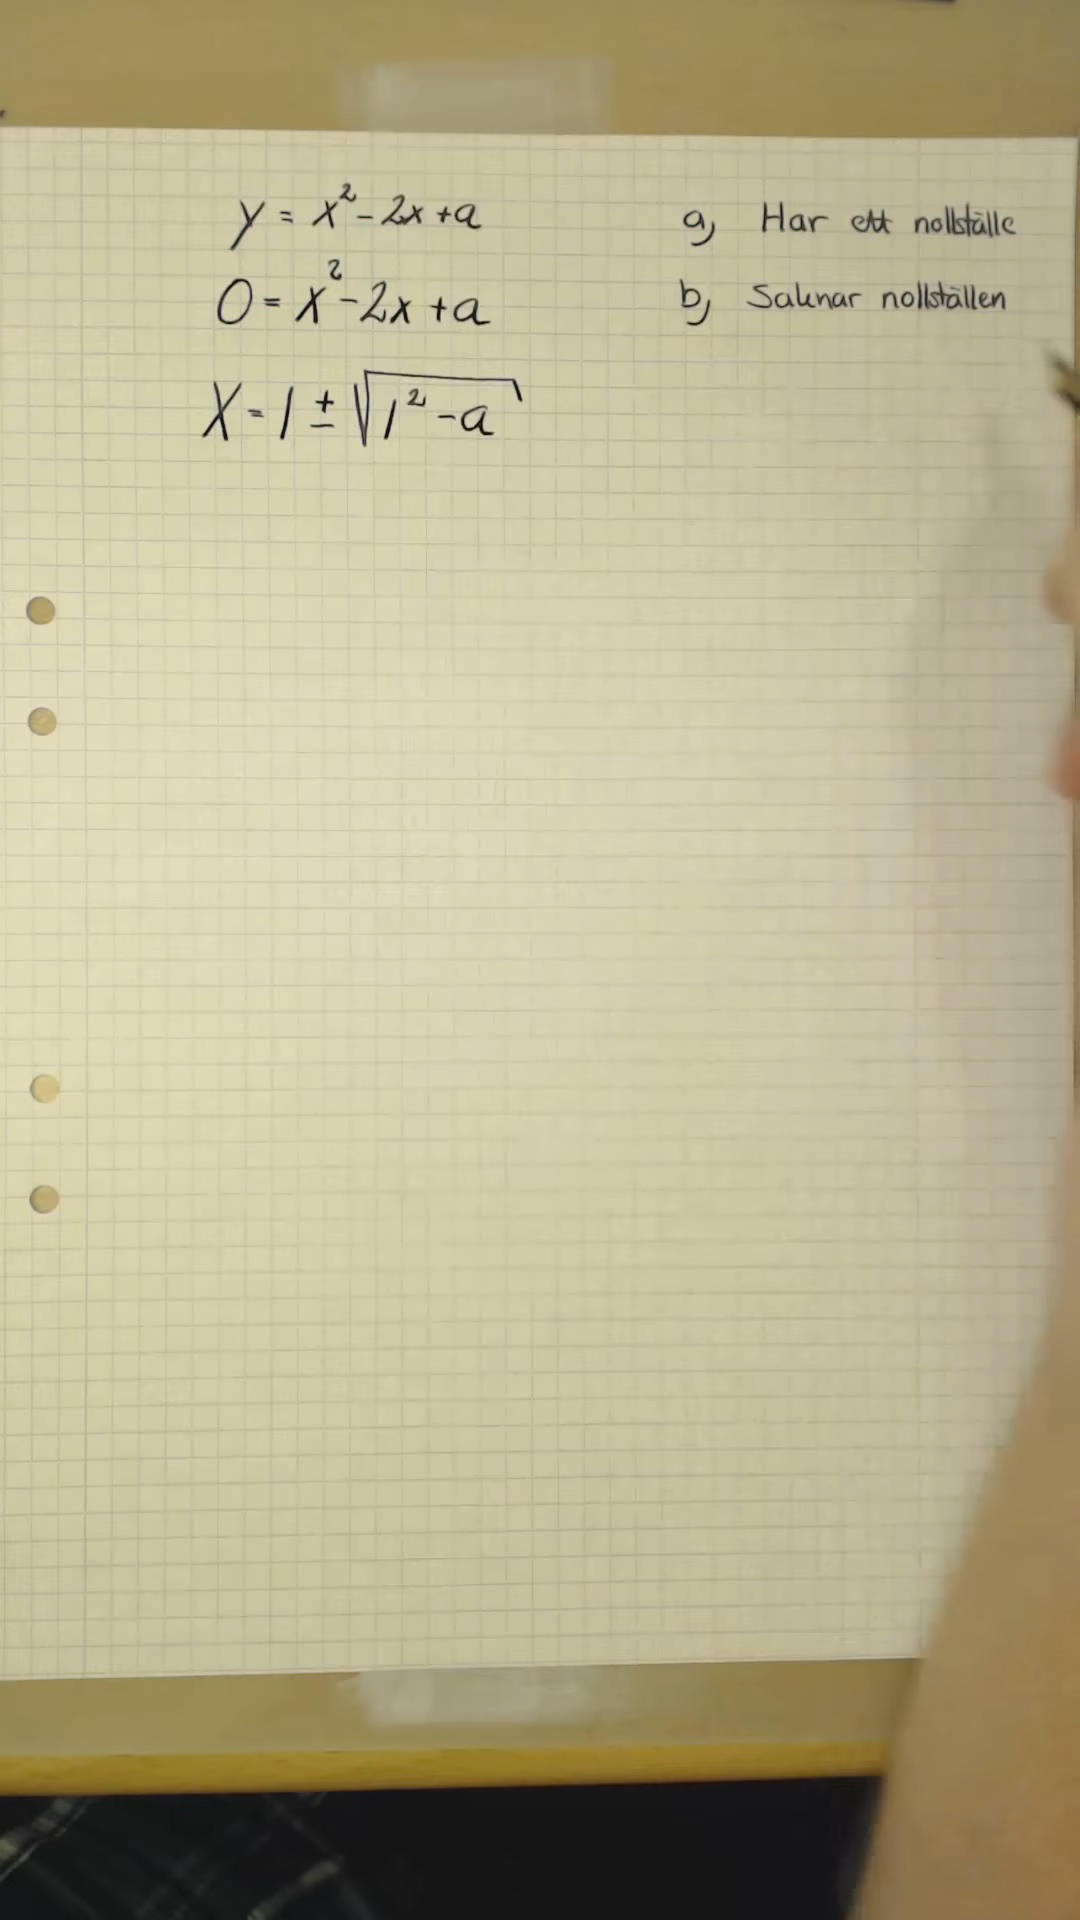 y = x² - 2x + a
0 = x² - 2x + a
x = 1 ± √(1² - a)
a) Har ett nollställe
b) Saknar nollställen